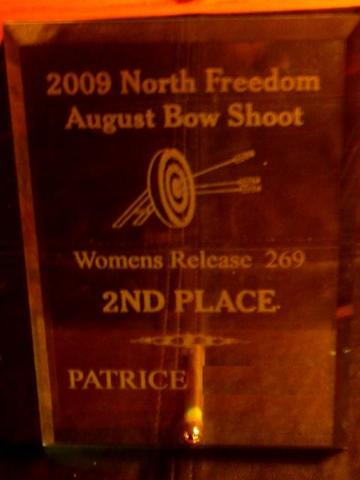 2009 North Freedom
August Bow Shoot
Womens Release 269
2ND PLACE
PATRICE